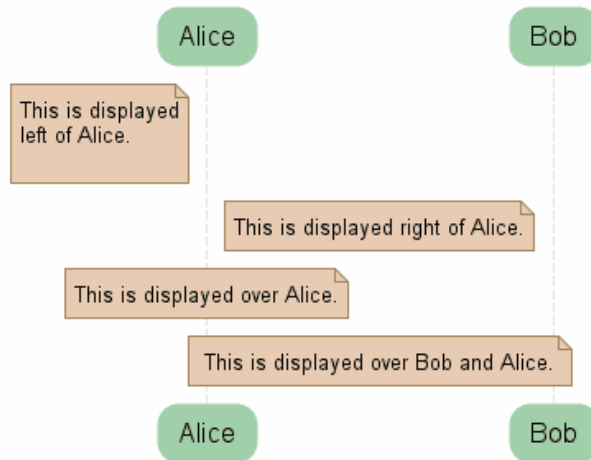 Alice Bob
This is displayed
left of Alice.
This is displayed right of Alice.
This is displayed over Alice.
This is displayed over Bob and Alice.
Alice Bob